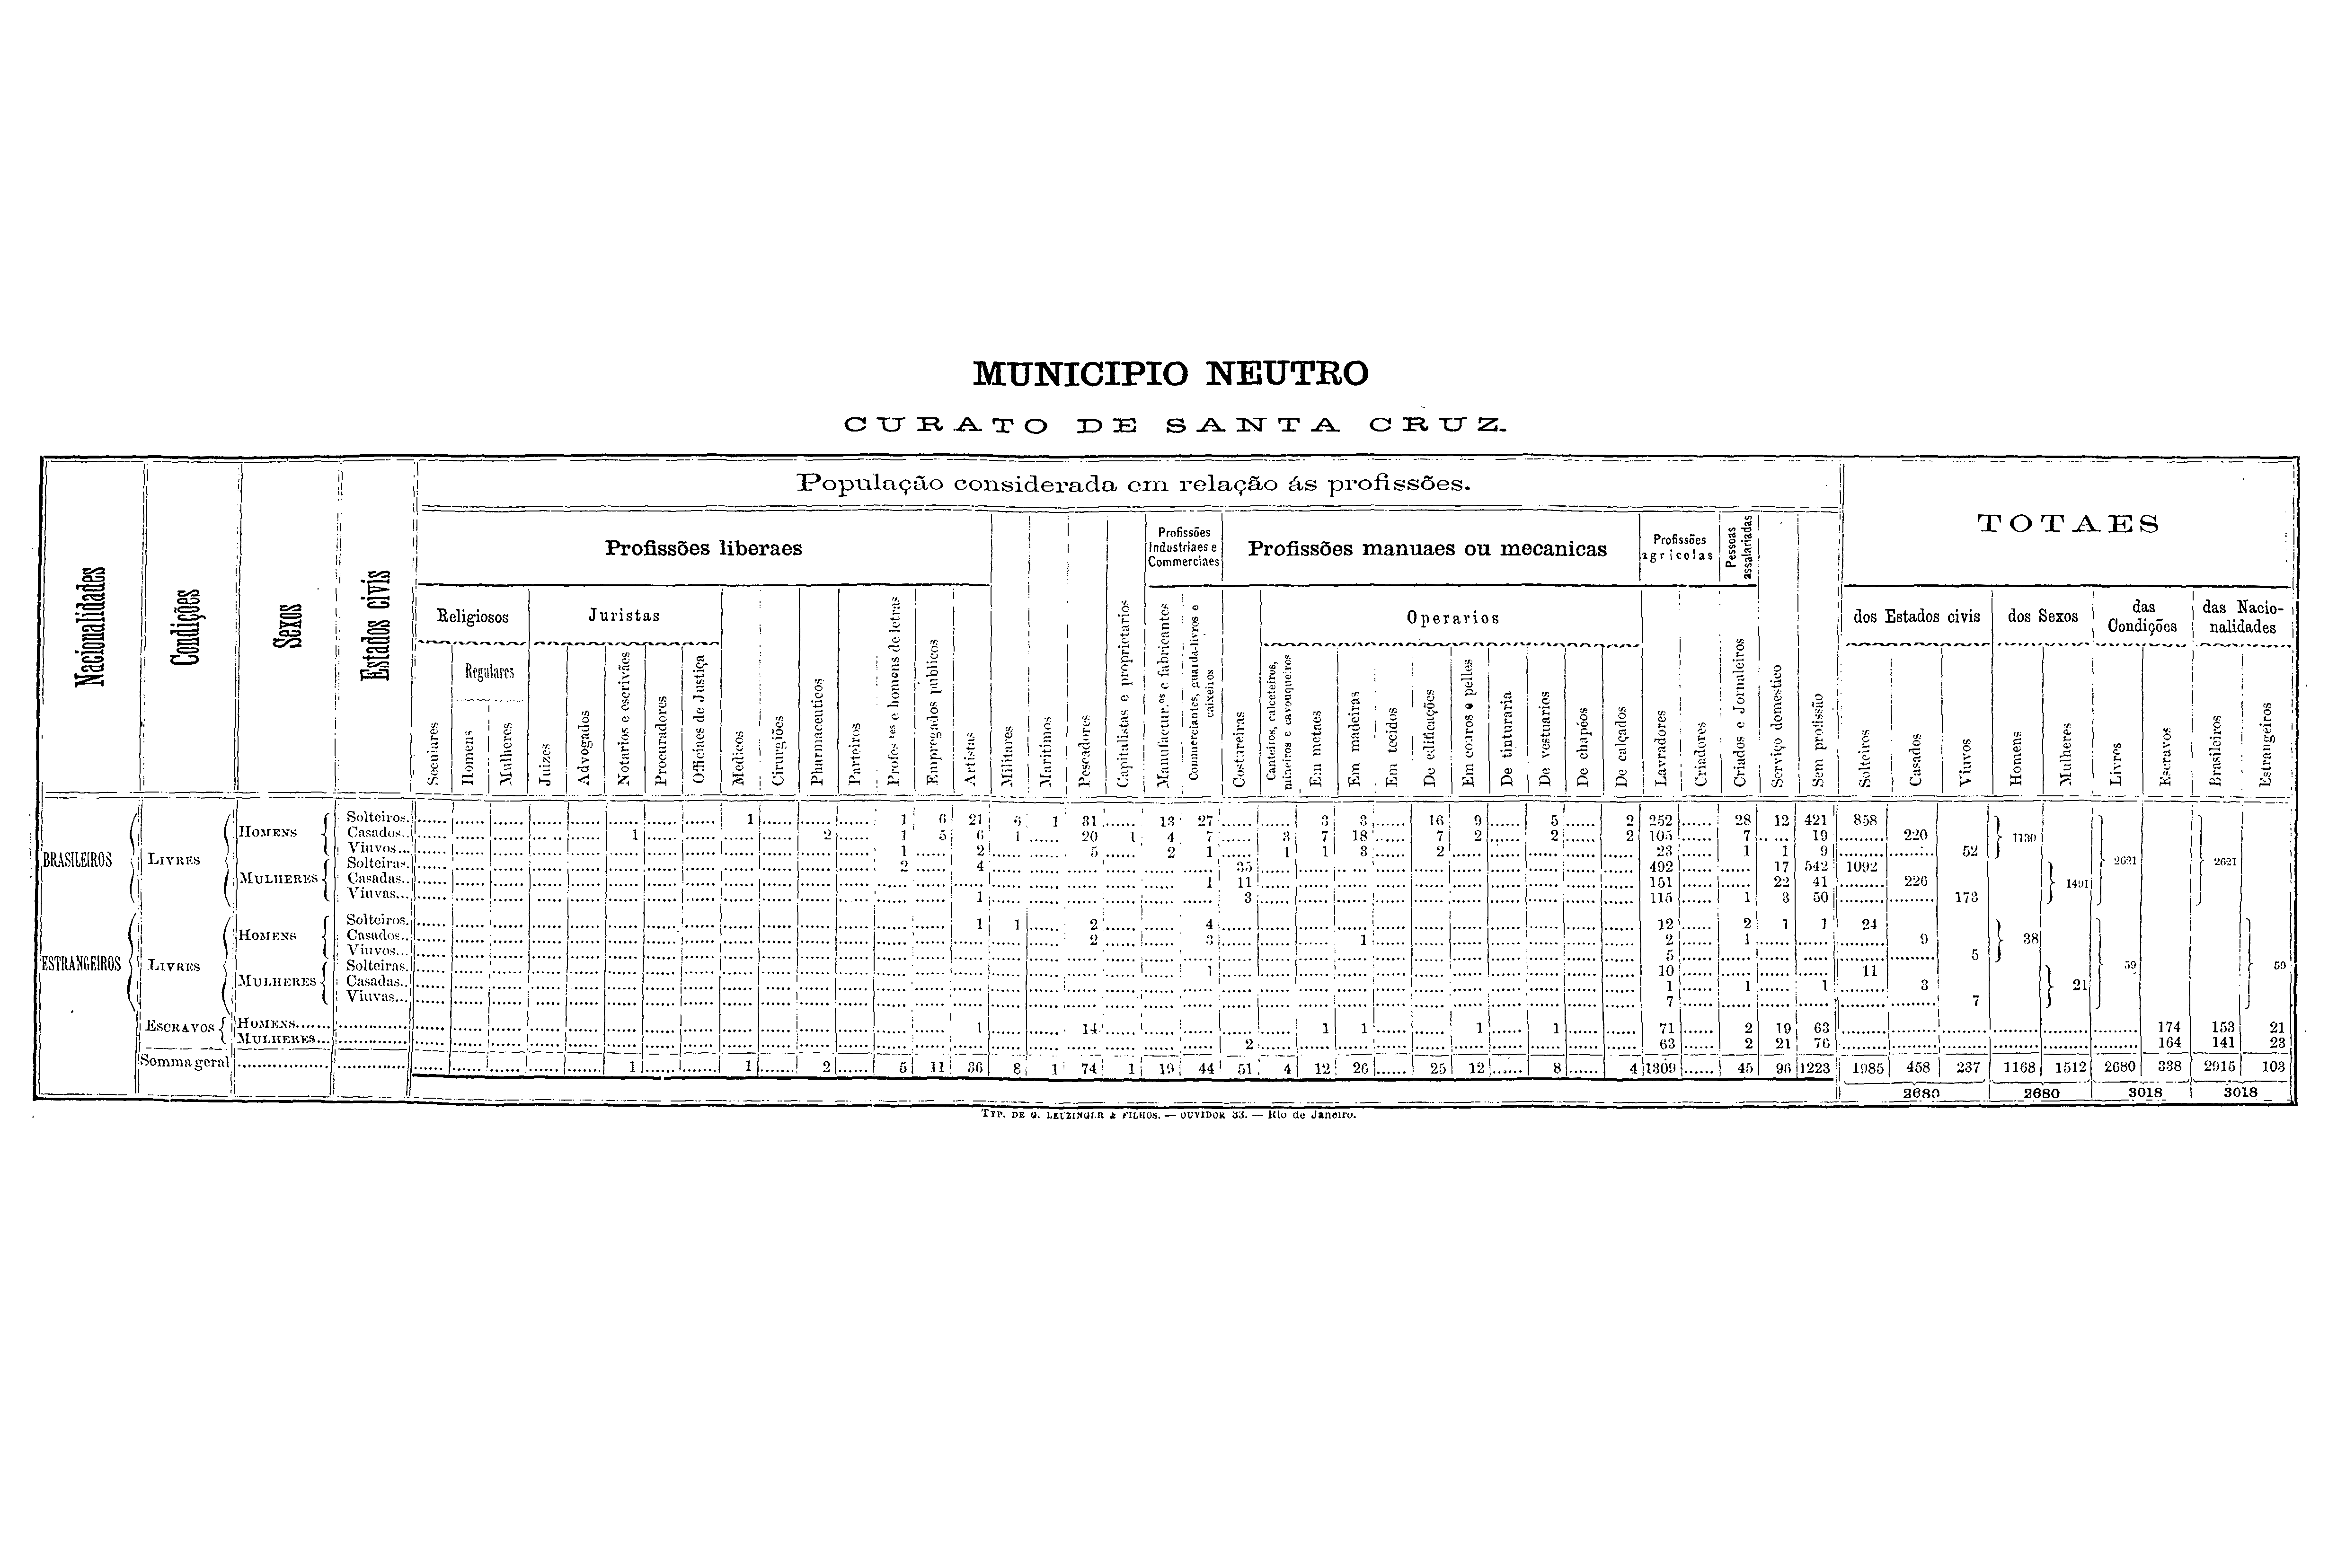 MUNICIPIO NEUTRO
CURATO DE SANTA CRUZ.
População considerada em relação ás profissões.
TOTAES
Nacionalidades
Condições
Sexos
Estados civis
Profissões liberaes
Profissões Industriaes e Commerciaes
Profissões manuaes ou mecanicas
Profissões agricolas
Pessoas assalariadas
Religiosos
Juristas
Operarios
dos Estados civis
dos Sexos
das Condições
das Nacionalidades
Regulares
Seculares
Homens
Mulheres
Juizes
Advogados
Notarios e escrivães
Procuradores
Officiaes de Justiça
Medicos
Cirurgiões
Pharmaceuticos
Parteiros
Profes.res e homens de letras
Empregados publicos
Artistas
Militares
Maritimos
Pescadores
Capitalistas e proprietarios
Manufactur.es e fabricantes
Commerciantes, guarda-livros e caixeiros
Costureiras
Canteiros, calceteiros, mineiros e cavouqueiros
Em metaes
Em madeiras
Em tecidos
De edificações
Em couros e pelles
De tinturaria
De vestuarios
De chapéos
De calçados
Lavradores
Criadores
Criados e Jornaleiros
Serviço domestico
Sem profissão
Solteiros
Casados
Viuvos
Homens
Mulheres
Livres
Escravos
Brasileiros
Estrangeiros
BRASILEIROS LIVRES HOMENS Solteiros. 1 1 6 21 6 1 31 13 27 3 3 16 9 5 2 252 28 12 421 858
Casados.. 1 2 1 5 6 1 20 1 4 7 3 7 18 7 2 2 2 105 7 19 220 1130
Viuvos... 1 2 5 2 1 1 1 3 2 23 1 1 9 52
MULHERES Solteiras. 2 4 35 492 17 542 1092 2621 2621
Casadas.. 1 11 151 22 41 226 1491
Viuvas... 1 3 115 1 3 50 173
ESTRANGEIROS LIVRES HOMENS Solteiros. 1 1 2 4 12 2 1 1 24
Casados.. 2 3 1 2 1 9 38
Viuvos... 5 5
MULHERES Solteiras. 1 10 11 59 59
Casadas.. 1 1 1 3 21
Viuvas... 7 7
ESCRAVOS HOMENS 1 14 1 1 1 1 71 2 19 63 174 153 21
MULHERES 2 63 2 21 76 164 141 23
Somma geral 1 1 2 5 11 36 8 1 74 1 19 44 51 4 12 26 25 12 8 4 1309 45 96 1223 1985 458 237 1168 1512 2680 338 2915 103
2680 2680 3018 3018
TYP. DE G. LEUZINGER & FILHOS. — OUVIDOR 33. — Rio de Janeiro.